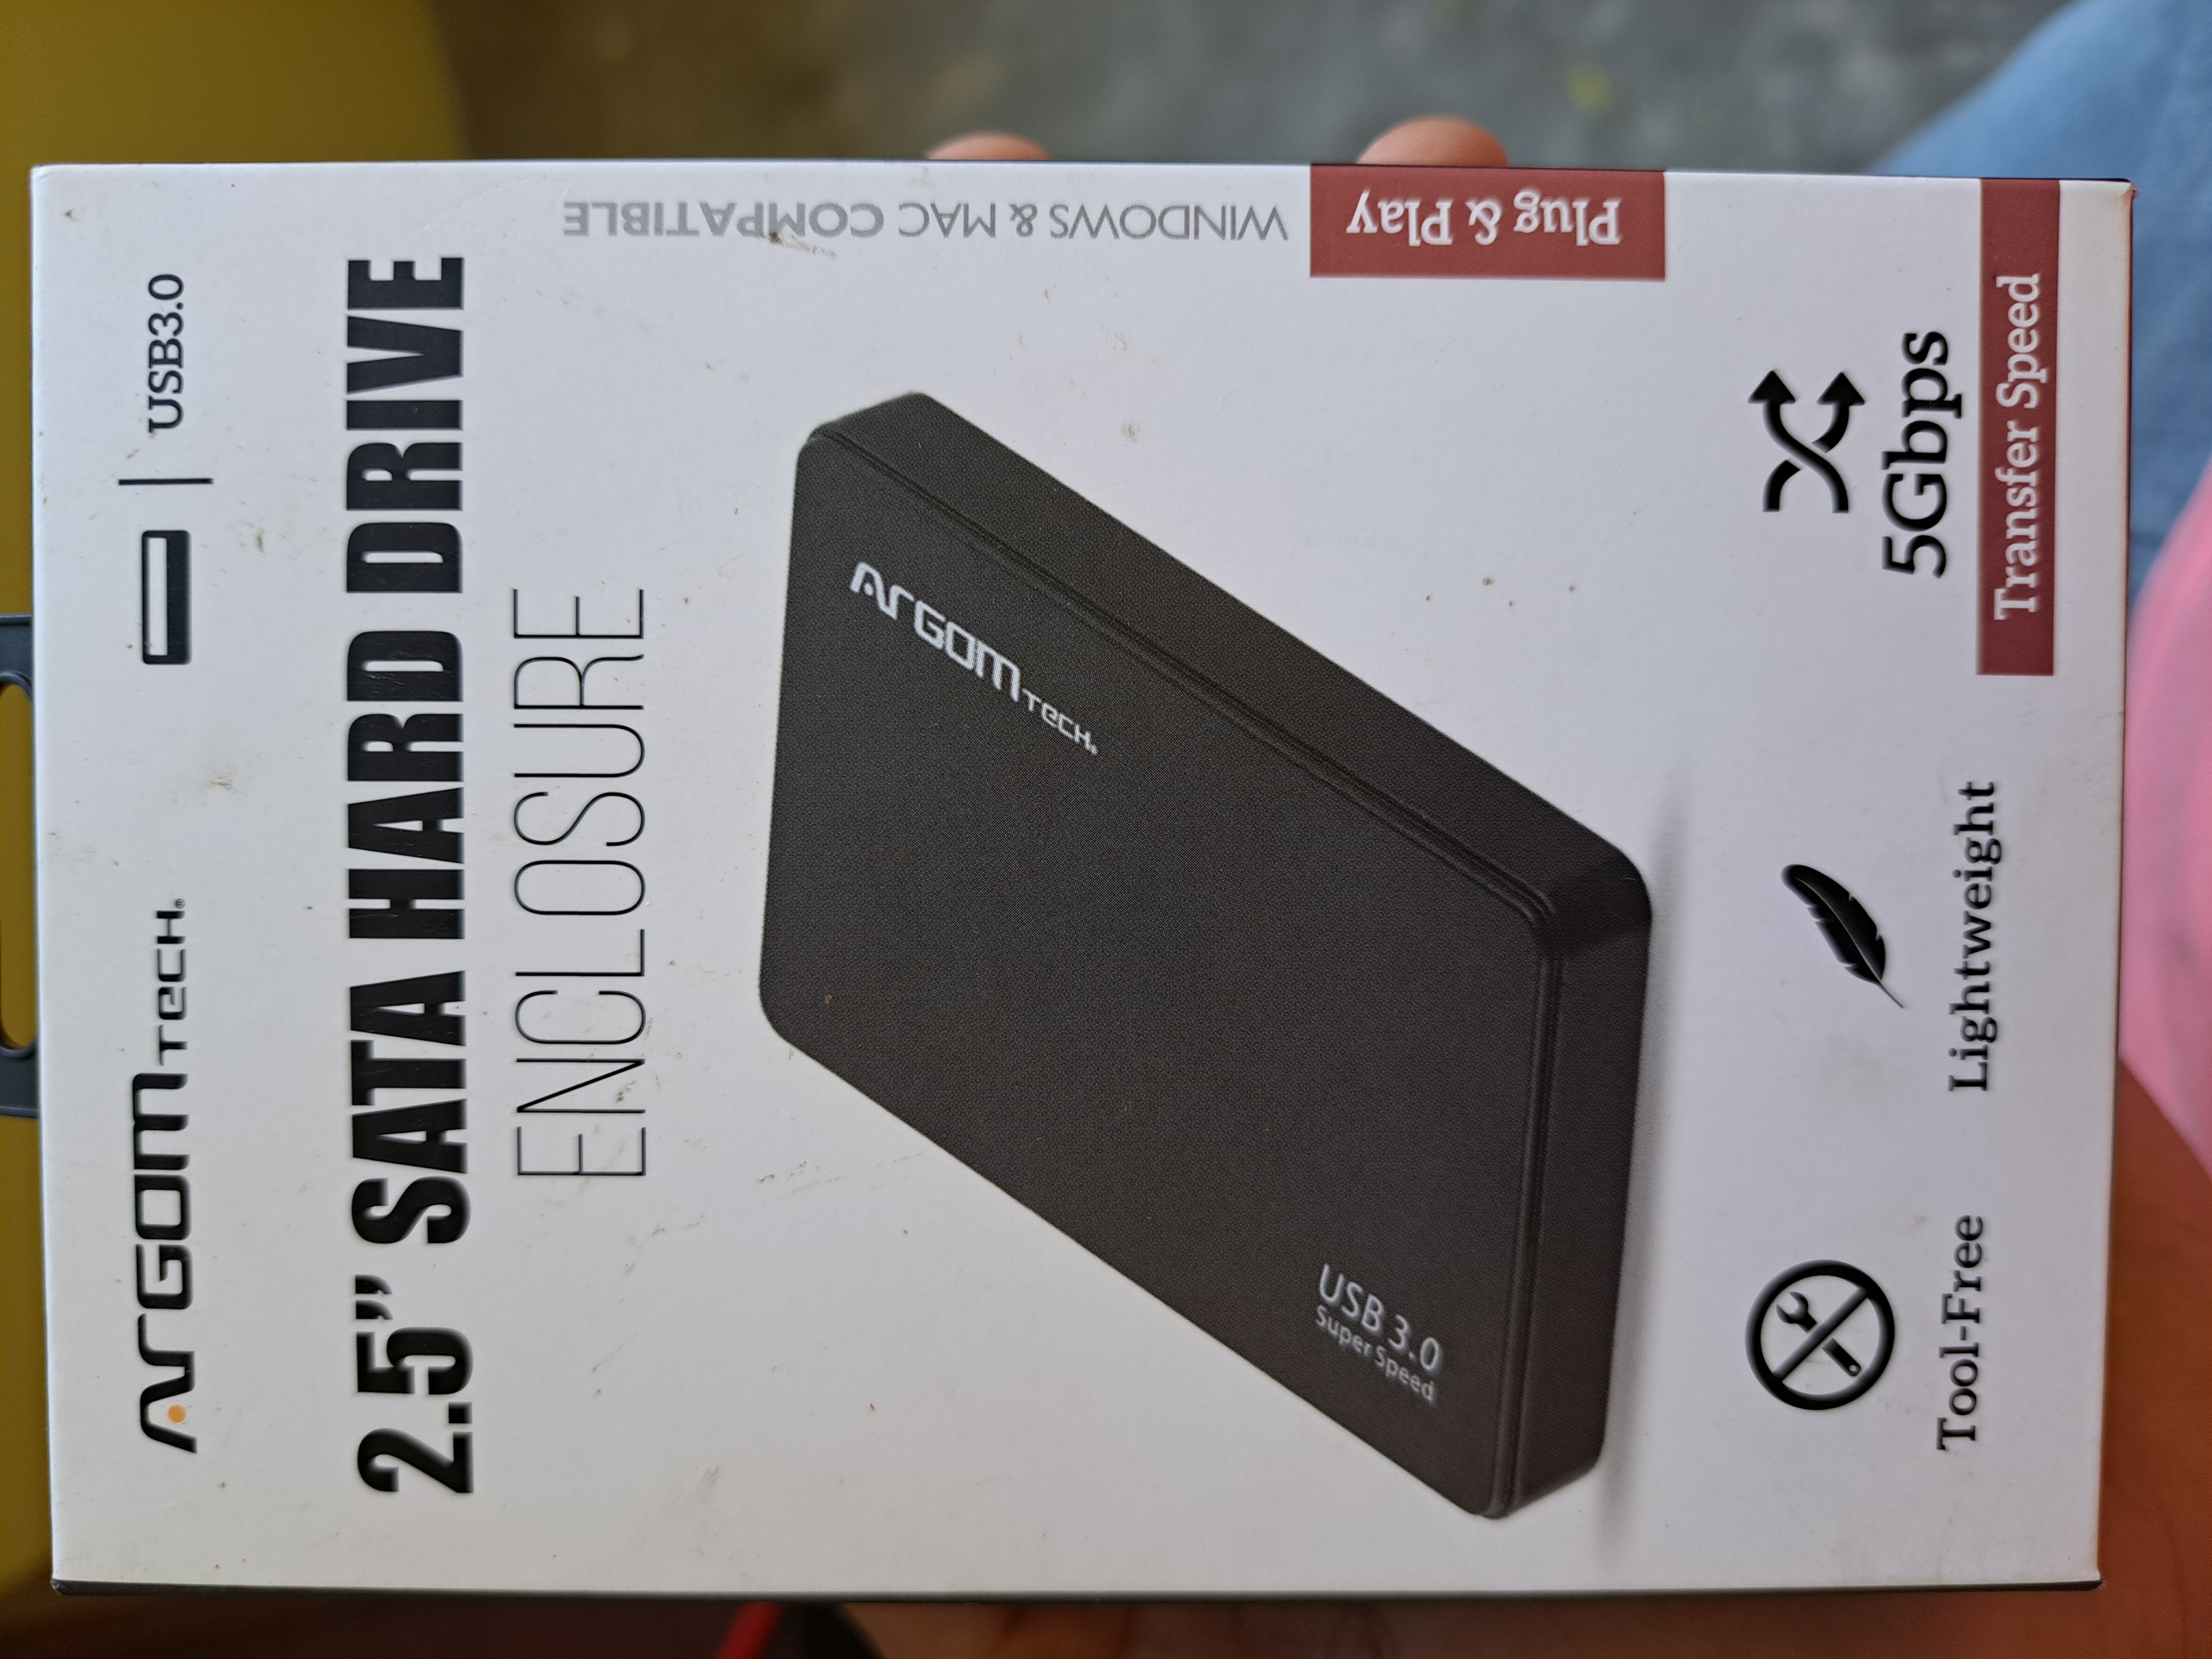 ArGOM TeCH.
USB3.0
2.5” SATA HARD DRIVE
ENCLOSURE
WINDOWS & MAC COMPATIBLE
Plug & Play
ArGOM TeCH.
USB 3.0
Super Speed
Tool-Free
Lightweight
5Gbps
Transfer Speed